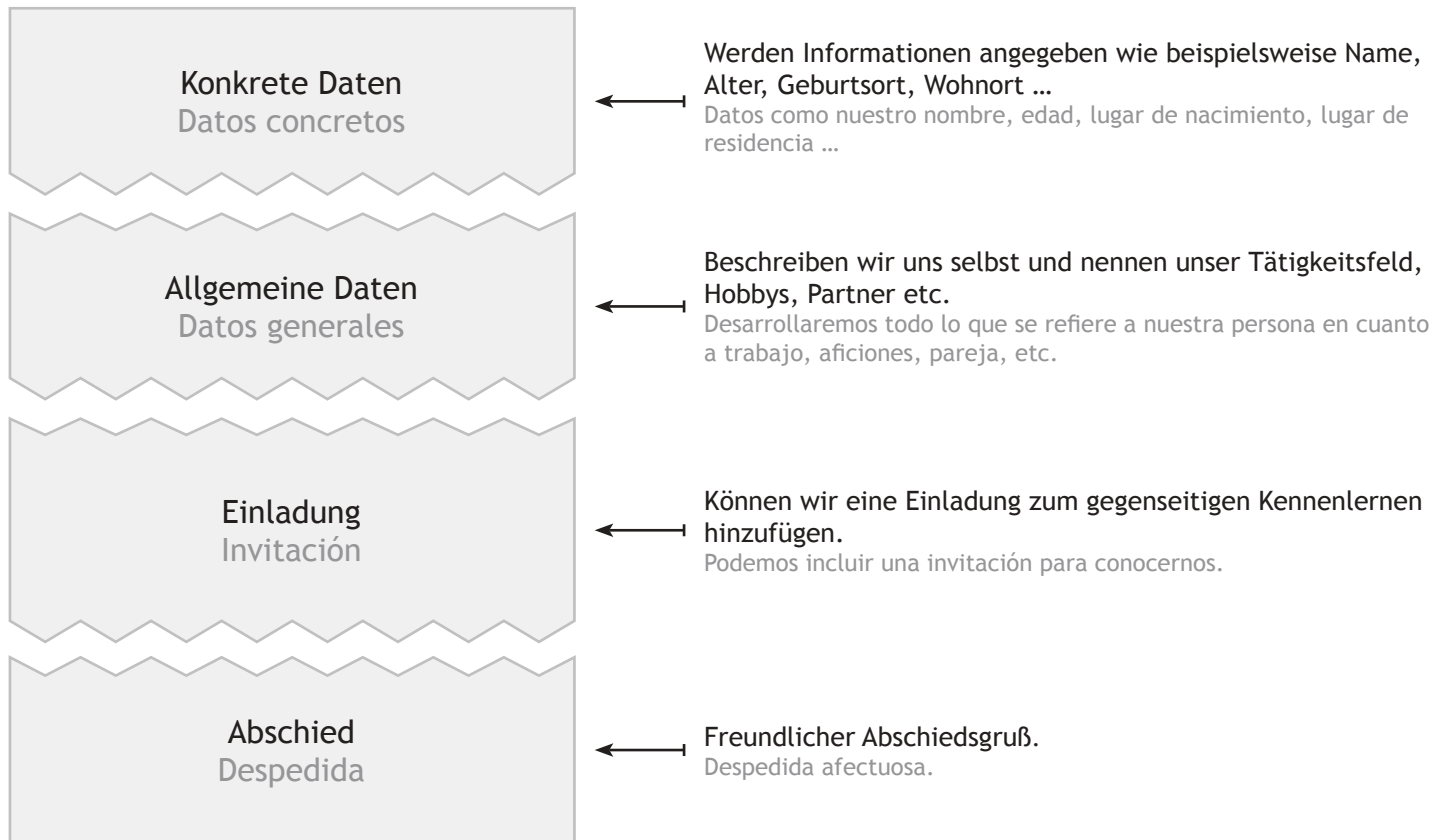 Konkrete Daten
Datos concretos
Werden Informationen angegeben wie beispielsweise Name,
Alter, Geburtsort, Wohnort …
Datos como nuestro nombre, edad, lugar de nacimiento, lugar de
residencia …
Allgemeine Daten
Datos generales
Beschreiben wir uns selbst und nennen unser Tätigkeitsfeld,
Hobbys, Partner etc.
Desarrollaremos todo lo que se refiere a nuestra persona en cuanto
a trabajo, aficiones, pareja, etc.
Einladung
Invitación
Können wir eine Einladung zum gegenseitigen Kennenlernen
hinzufügen.
Podemos incluir una invitación para conocernos.
Abschied
Despedida
Freundlicher Abschiedsgruß.
Despedida afectuosa.